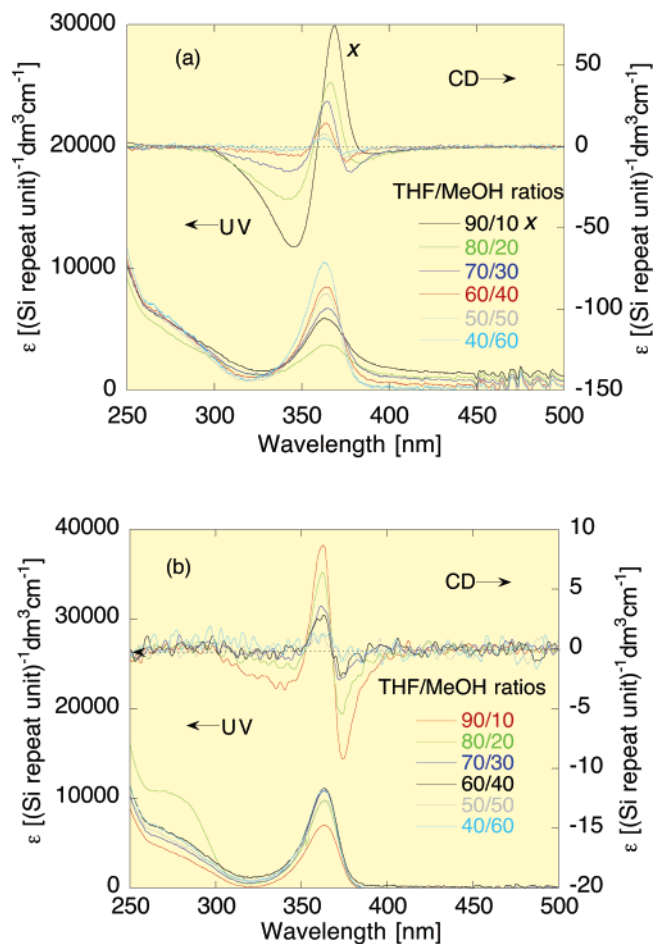 (a)
x
CD
THF/MeOH ratios
90/10 x
80/20
70/30
60/40
50/50
40/60
UV
30000
20000
10000
0
50
0
-50
-100
-150
250 300 350 400 450 500
Wavelength [nm]
ε [(Si repeat unit)⁻¹dm³cm⁻¹]
ε [(Si repeat unit)⁻¹dm³cm⁻¹]
(b)
CD
THF/MeOH ratios
90/10
80/20
70/30
60/40
50/50
40/60
UV
40000
30000
20000
10000
0
10
5
0
-5
-10
-15
-20
250 300 350 400 450 500
Wavelength [nm]
ε [(Si repeat unit)⁻¹dm³cm⁻¹]
ε [(Si repeat unit)⁻¹dm³cm⁻¹]